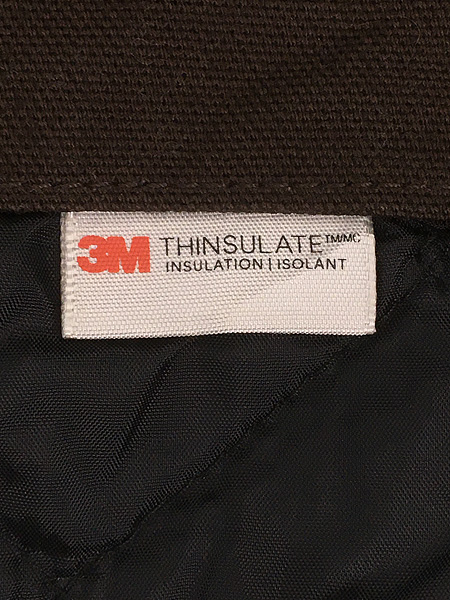 3M THINSULATE™/MC
INSULATION | ISOLANT